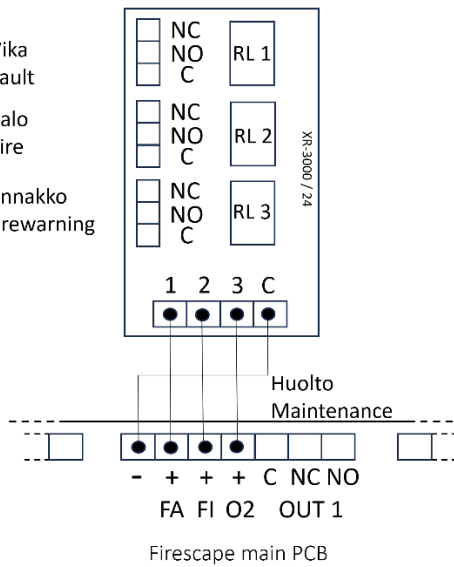 NC
NO
C
RL 1
NC
NO
C
RL 2
NC
NO
C
RL 3
XR-3000 / 24
1 2 3 C
Huolto
Maintenance
- + + + C NC NO
FA FI O2 OUT 1
Firescape main PCB